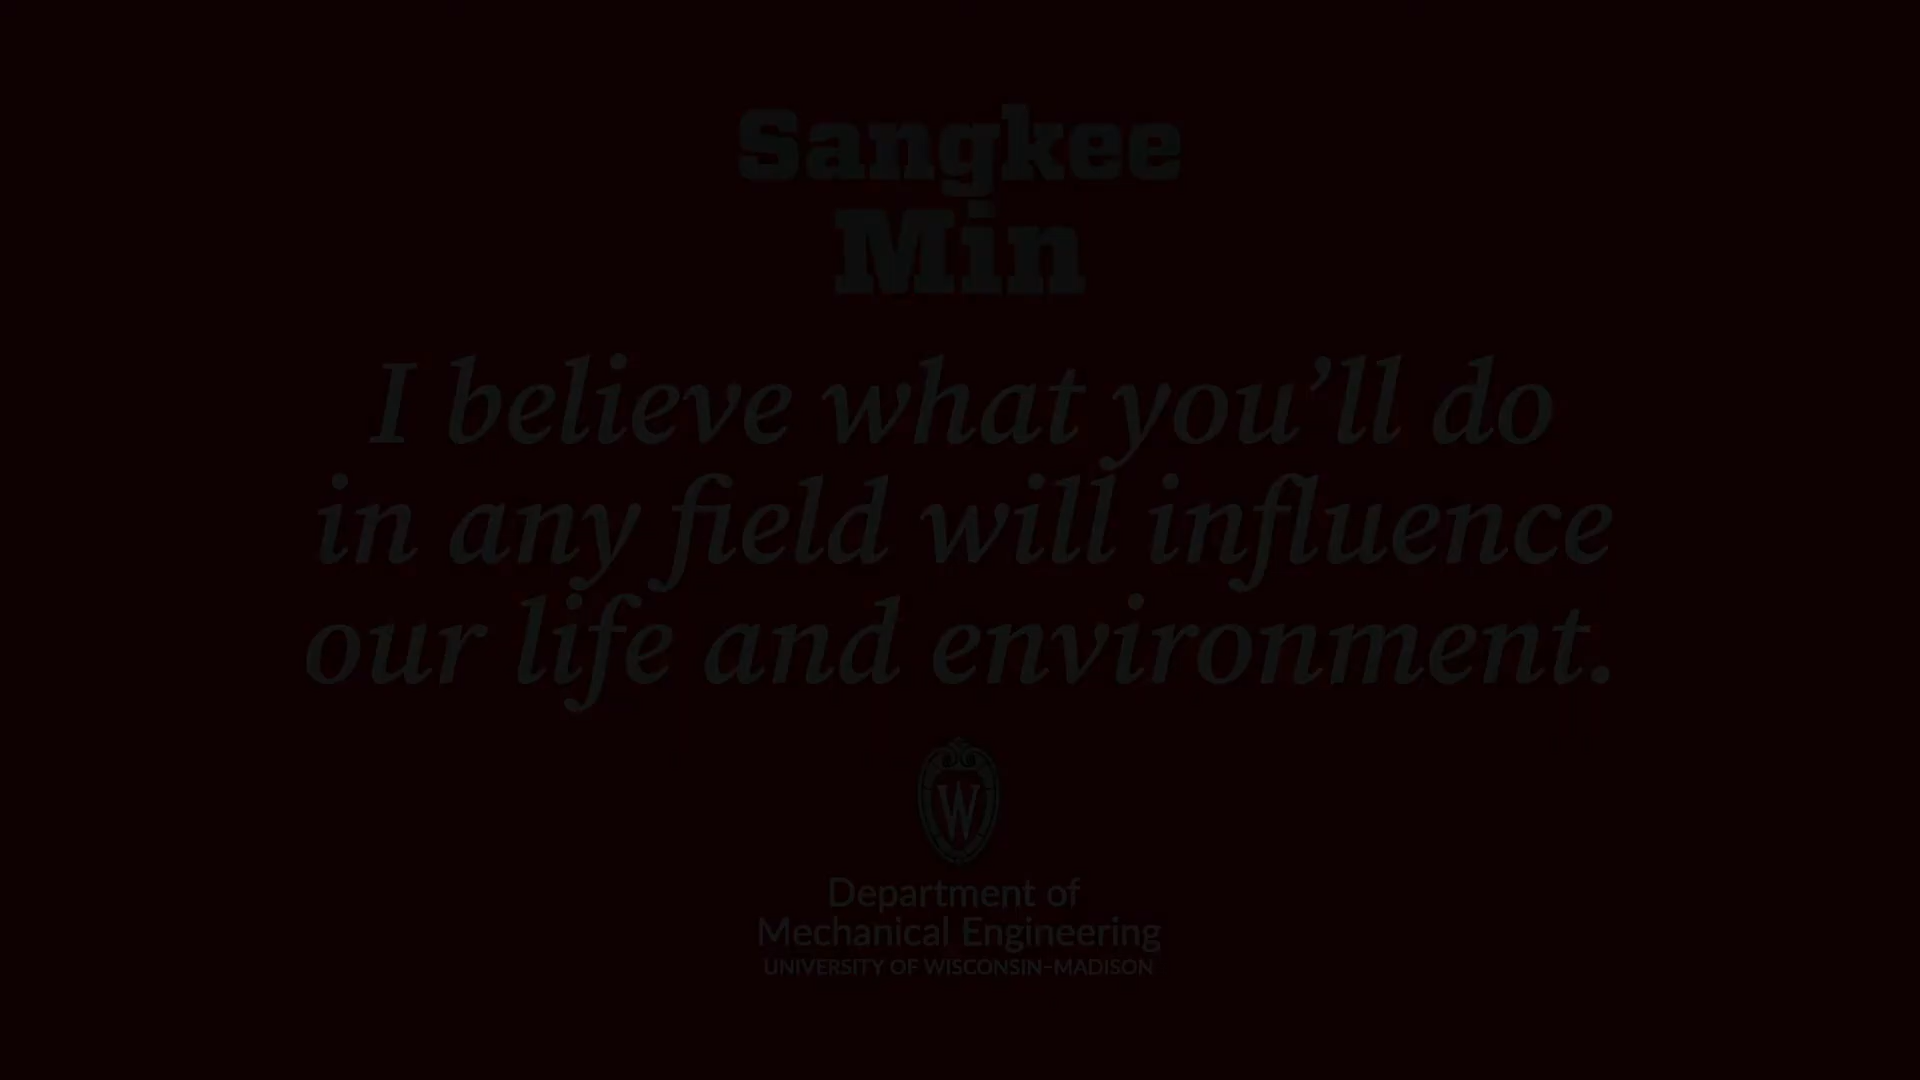 Sangkee
Min
I believe what you’ll do
in any field will influence
our life and environment.
W
Department of
Mechanical Engineering
UNIVERSITY OF WISCONSIN–MADISON